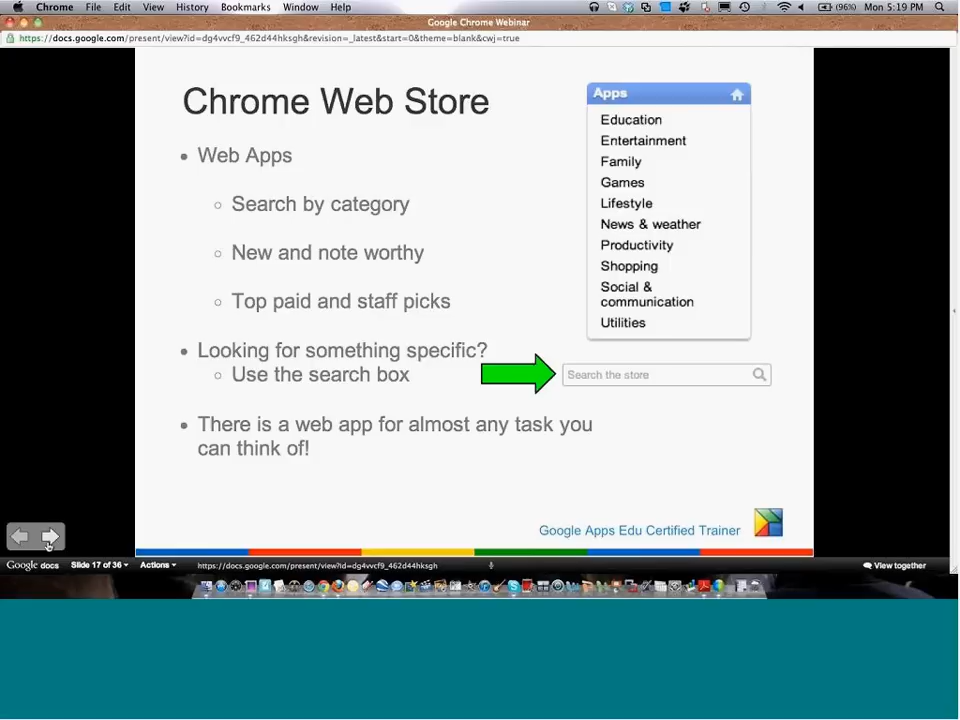 Chrome File Edit View History Bookmarks Window Help (96%) Mon 5:19 PM
Google Chrome Webinar
https://docs.google.com/present/view?id=dg4vvcf9_462d44hksgh&revision=_latest&start=0&theme=blank&cwj=true
Chrome Web Store
• Web Apps
○ Search by category
○ New and note worthy
○ Top paid and staff picks
• Looking for something specific?
○ Use the search box
• There is a web app for almost any task you
can think of!
Apps
Education
Entertainment
Family
Games
Lifestyle
News & weather
Productivity
Shopping
Social &
communication
Utilities
Search the store
Google Apps Edu Certified Trainer
Google docs Slide 17 of 36 Actions https://docs.google.com/present/view?id=dg4vvcf9_462d44hksgh View together